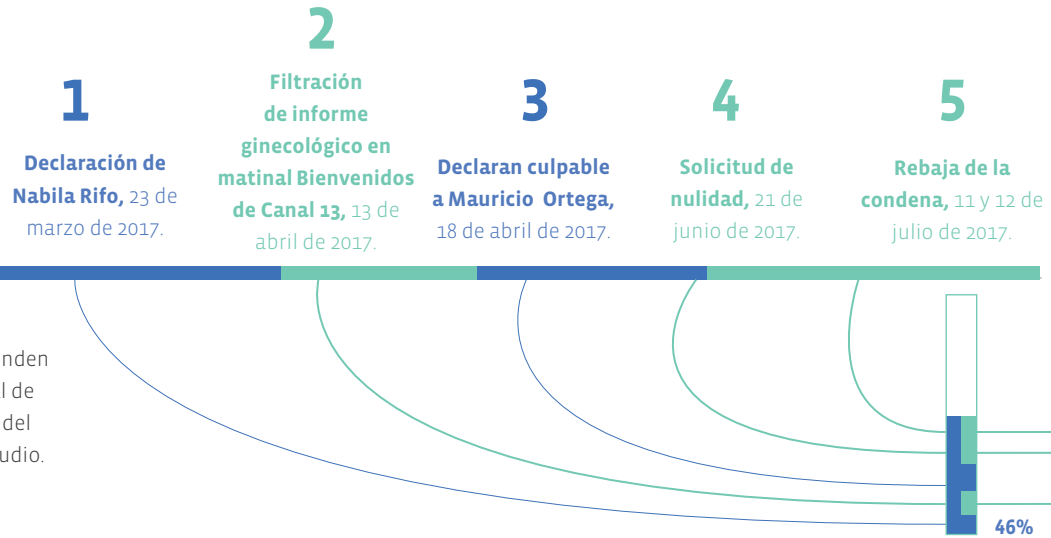 1
Declaración de
Nabila Rifo, 23 de
marzo de 2017.
2
Filtración
de informe
ginecológico en
matinal Bienvenidos
de Canal 13, 13 de
abril de 2017.
3
Declaran culpable
a Mauricio Ortega,
18 de abril de 2017.
4
Solicitud de
nulidad, 21 de
junio de 2017.
5
Rebaja de la
condena, 11 y 12 de
julio de 2017.
nden
l de
del
udio.
46%